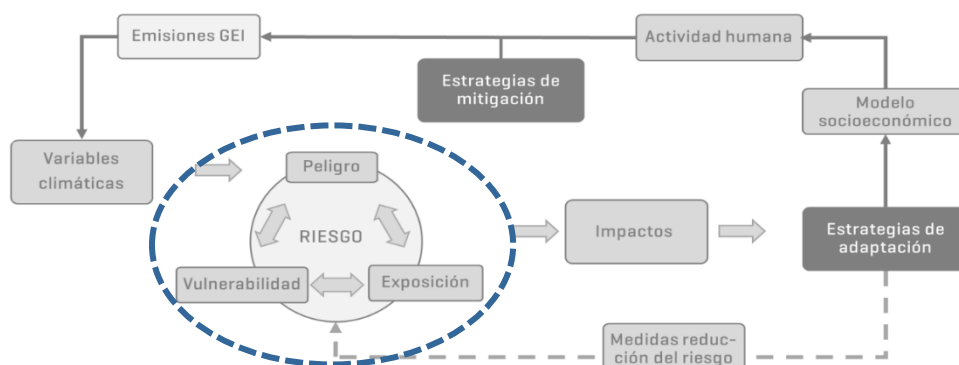 Emisiones GEI
Actividad humana
Estrategias de
mitigación
Modelo
socioeconómico
Variables
climáticas
Peligro
RIESGO
Vulnerabilidad
Exposición
Impactos
Estrategias de
adaptación
Medidas reduc-
ción del riesgo